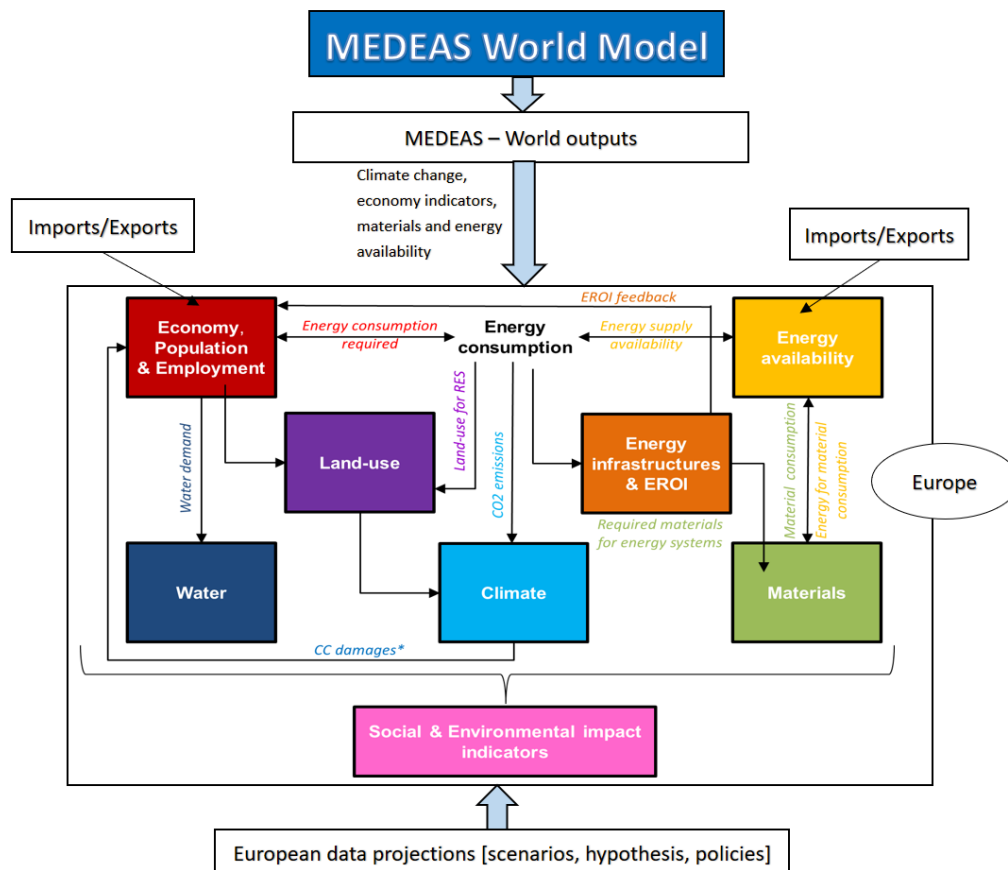 MEDEAS World Model
MEDEAS – World outputs
Climate change,
economy indicators,
materials and energy
availability
Imports/Exports
Imports/Exports
EROI feedback
Economy,
Population
& Employment
Energy consumption
required
Energy
consumption
Energy supply
availability
Energy
availability
Water demand
Land-use
Land-use for RES
CO2 emissions
Energy
infrastructures
& EROI
Material consumption
Energy for material
consumption
Europe
Required materials
for energy systems
Water
Climate
Materials
CC damages*
Social & Environmental impact
indicators
European data projections [scenarios, hypothesis, policies]